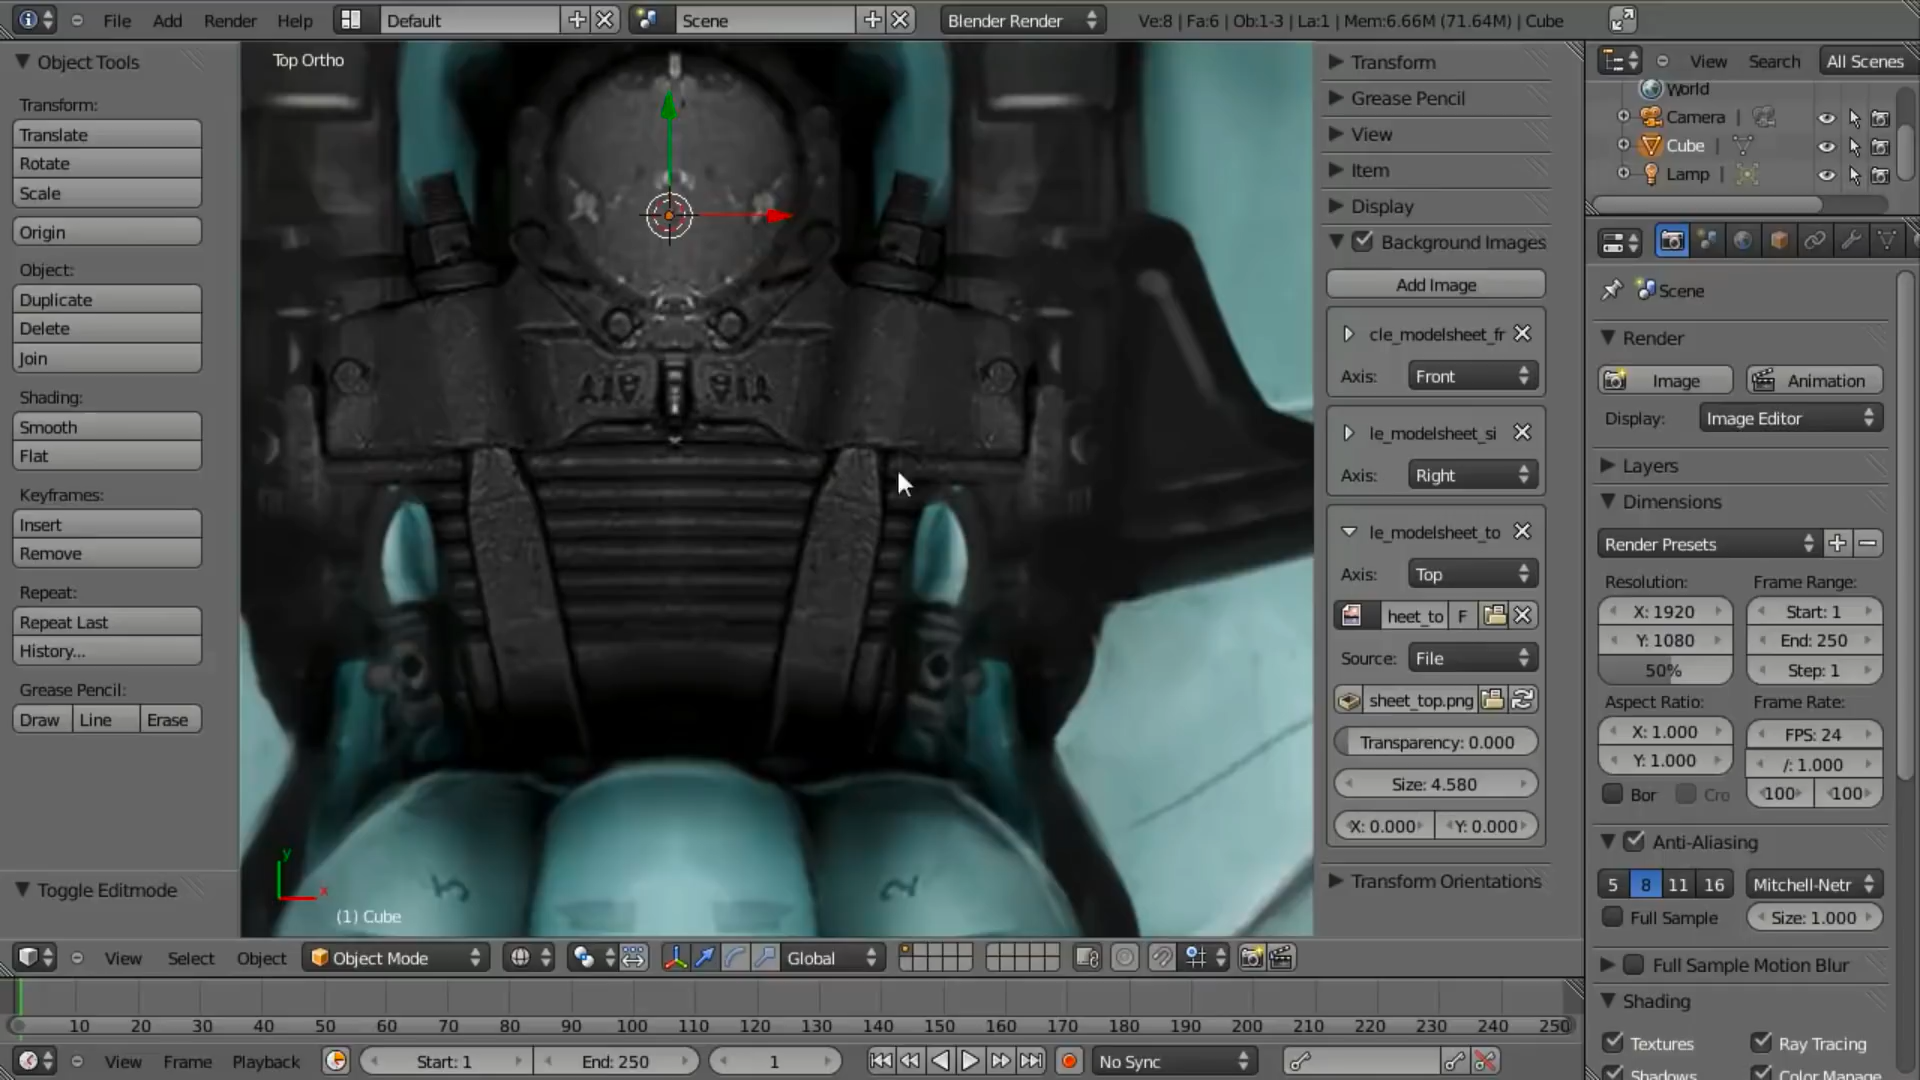 File Add Render Help Default Scene Blender Render Ve:8 | Fa:6 | Ob:1-3 | La:1 | Mem:6.66M (71.64M) | Cube
Object Tools
Transform:
Translate
Rotate
Scale
Origin
Object:
Duplicate
Delete
Join
Shading:
Smooth
Flat
Keyframes:
Insert
Remove
Repeat:
Repeat Last
History...
Grease Pencil:
Draw Line Erase
Toggle Editmode
Top Ortho
y
x
(1) Cube
Transform
Grease Pencil
View
Item
Display
Background Images
Add Image
cle_modelsheet_fr
Axis: Front
le_modelsheet_si
Axis: Right
le_modelsheet_to
Axis: Top
heet_to F
Source: File
sheet_top.png
Transparency: 0.000
Size: 4.580
X: 0.000 Y: 0.000
Transform Orientations
View Search All Scenes
World
Camera
Cube
Lamp
Scene
Render
Image Animation
Display: Image Editor
Layers
Dimensions
Render Presets
Resolution: Frame Range:
X: 1920 Start: 1
Y: 1080 End: 250
50% Step: 1
Aspect Ratio: Frame Rate:
X: 1.000 FPS: 24
Y: 1.000 /: 1.000
Bor Cro 100 100
Anti-Aliasing
5 8 11 16 Mitchell-Netr
Full Sample Size: 1.000
Full Sample Motion Blur
Shading
Textures Ray Tracing
Shadows Color Manage
View Select Object Object Mode Global
10 20 30 40 50 60 70 80 90 100 110 120 130 140 150 160 170 180 190 200 210 220 230 240 250
View Frame Playback Start: 1 End: 250 1 No Sync